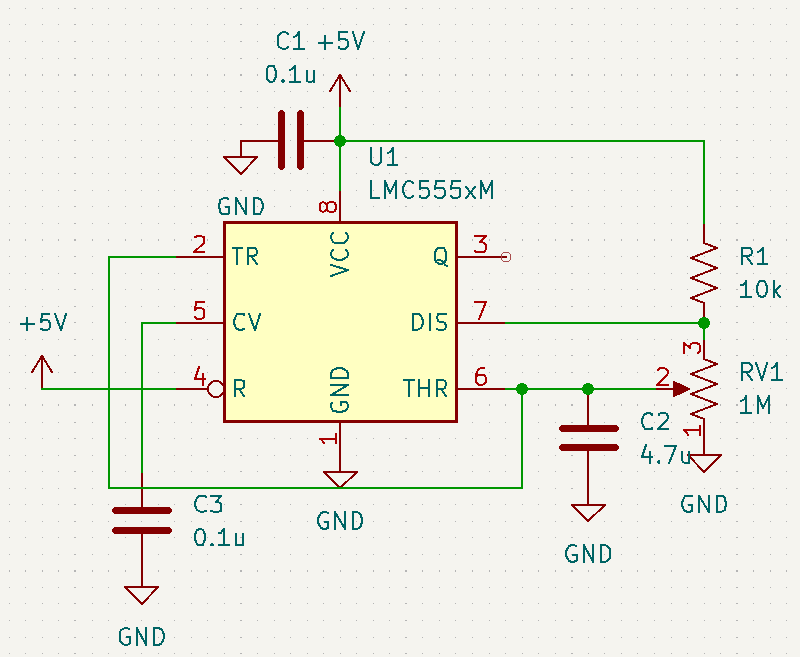 C1 +5V
0.1u
U1
LMC555xM
GND
8
2 TR VCC Q 3
R1
10k
+5V
5 CV DIS 7
3
4 R GND THR 6 2
RV1
1M
1
C2
4.7u
1
GND
C3
0.1u
GND
GND
GND